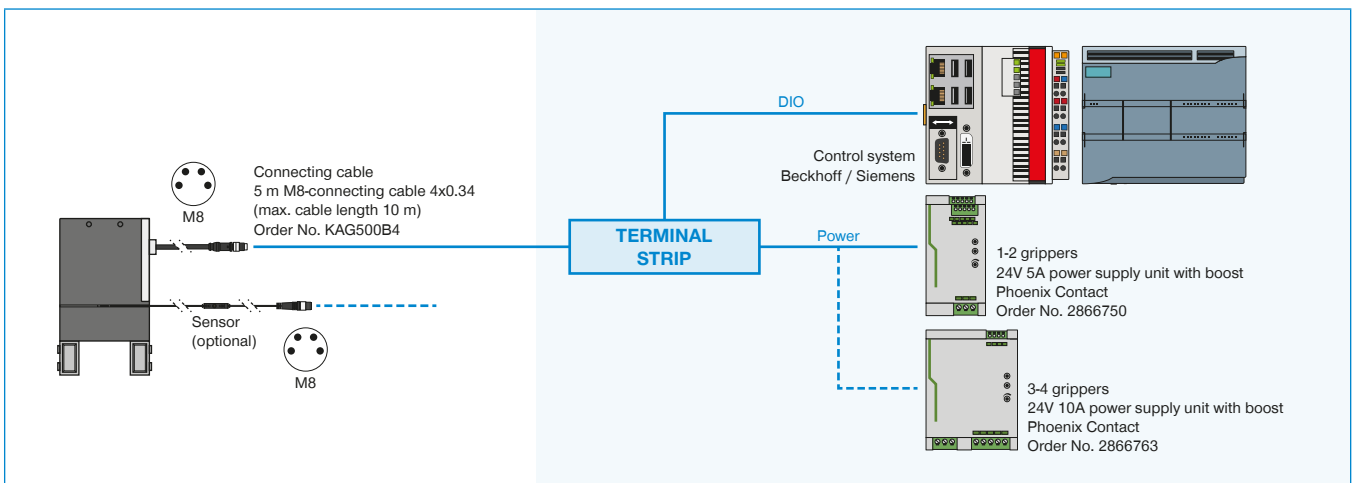 M8
Connecting cable
5 m M8-connecting cable 4x0.34
(max. cable length 10 m)
Order No. KAG500B4
Sensor
(optional)
M8
TERMINAL
STRIP
DIO
Control system
Beckhoff / Siemens
Power
1-2 grippers
24V 5A power supply unit with boost
Phoenix Contact
Order No. 2866750
3-4 grippers
24V 10A power supply unit with boost
Phoenix Contact
Order No. 2866763